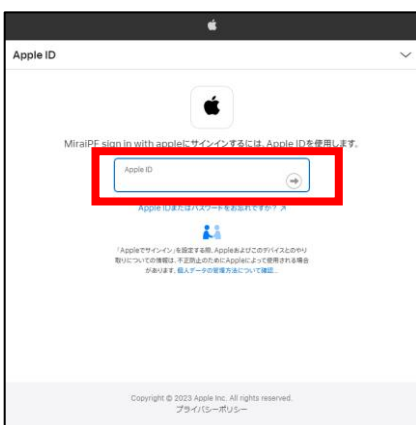 Apple ID
MiraiPF sign in with appleにサインインするには、Apple IDを使用します。
Apple ID
Apple IDまたはパスワードをお忘れですか？ ↗
「Appleでサインイン」を設定する際、Appleおよびこのデバイスとのやり
取りについての情報は、不正防止のためにAppleによって使用される場合
があります。個人データの管理方法について確認...
Copyright © 2023 Apple Inc. All rights reserved.
プライバシーポリシー